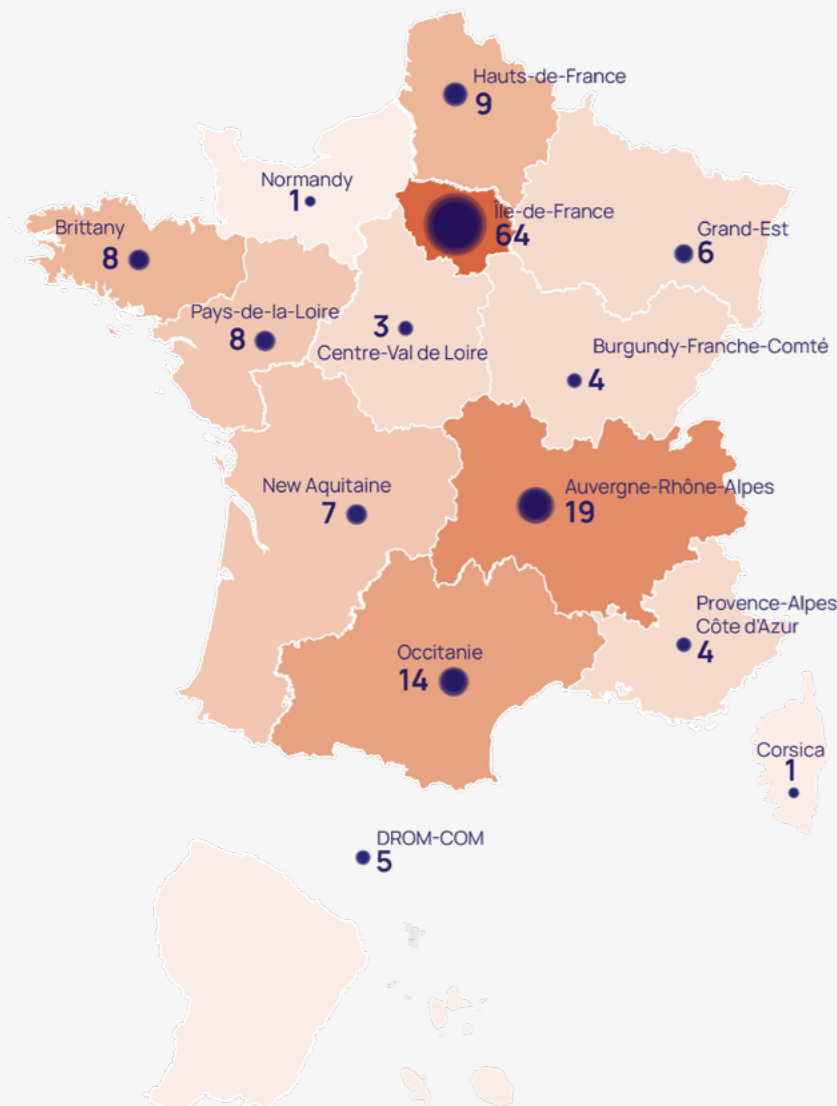 Hauts-de-France
9
Normandy
1
Île-de-France
64
Brittany
8
Grand-Est
6
Pays-de-la-Loire
8
3
Centre-Val de Loire
Burgundy-Franche-Comté
4
New Aquitaine
7
Auvergne-Rhône-Alpes
19
Provence-Alpes
Côte d'Azur
4
Occitanie
14
Corsica
1
DROM-COM
5